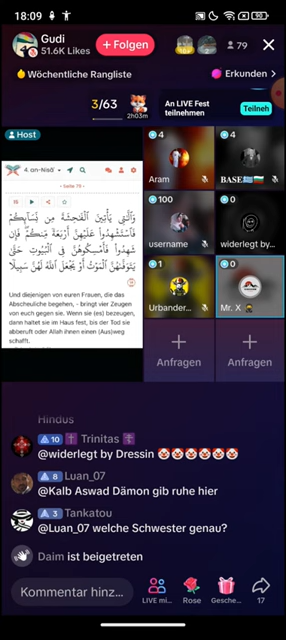 18:09
90
Gudi
51.6K Likes
+ Folgen
79
Wöchentliche Rangliste
Erkunden >
3/63
2h03m
An LIVE Fest
teilnehmen
Teilneh
Host
4. an-Nisāʾ
- Seite 15 -
15
وَٱلَّـٰتِى يَأْتِينَ ٱلْفَـٰحِشَةَ مِن نِّسَآئِكُمْ
فَٱسْتَشْهِدُوا۟ عَلَيْهِنَّ أَرْبَعَةً مِّنكُمْ فَإِن
شَهِدُوا۟ فَأَمْسِكُوهُنَّ فِى ٱلْبُيُوتِ حَتَّىٰ
يَتَوَفَّىٰهُنَّ ٱلْمَوْتُ أَوْ يَجْعَلَ ٱللَّهُ لَهُنَّ سَبِيلًا
Und diejenigen von euren Frauen, die das
Abscheuliche begehen, - bringt vier Zeugen
von euch gegen sie. Wenn sie (es) bezeugen,
dann haltet sie im Haus fest, bis der Tod sie
abberuft oder Allah ihnen einen (Aus)weg
schafft.
4
Aram
4
BASE
100
username
0
widerlegt by...
1
Urbander...
0
Mr. X
+
Anfragen
+
Anfragen
Hindus
10 Trinitas
@widerlegt by Dressin 🤡🤡🤡🤡🤡🤡
8 Luan_07
@Kalb Aswad Dämon gib ruhe hier
3 Tankatou
@Luan_07 welche Schwester genau?
Daim ist beigetreten
Kommentar hinz...
LIVE mi...
Rose
Gesche...
17